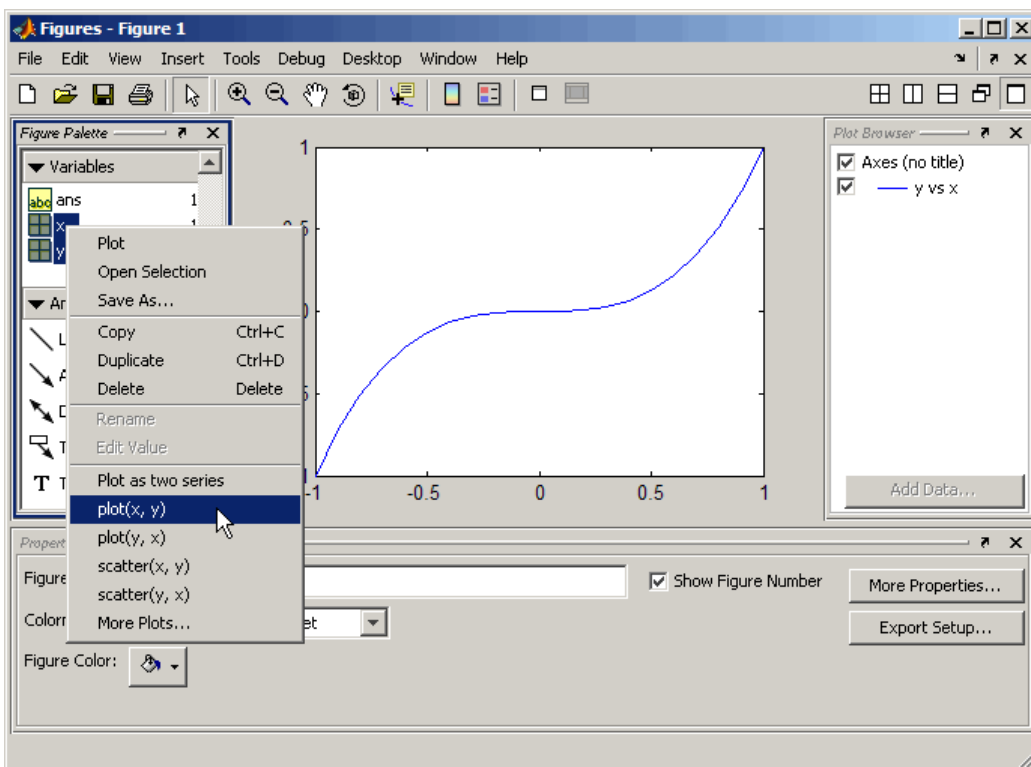 Figures - Figure 1
File Edit View Insert Tools Debug Desktop Window Help
Figure Palette
Variables
abc ans 1
x 1
y
Plot
Open Selection
Save As...
Copy Ctrl+C
Duplicate Ctrl+D
Delete Delete
Rename
Edit Value
Plot as two series
plot(x, y)
plot(y, x)
scatter(x, y)
scatter(y, x)
More Plots...
T
1
-0.5
0
0.5
1
Plot Browser
Axes (no title)
y vs x
Add Data...
Figure
Show Figure Number
More Properties...
Export Setup...
Figure Color: